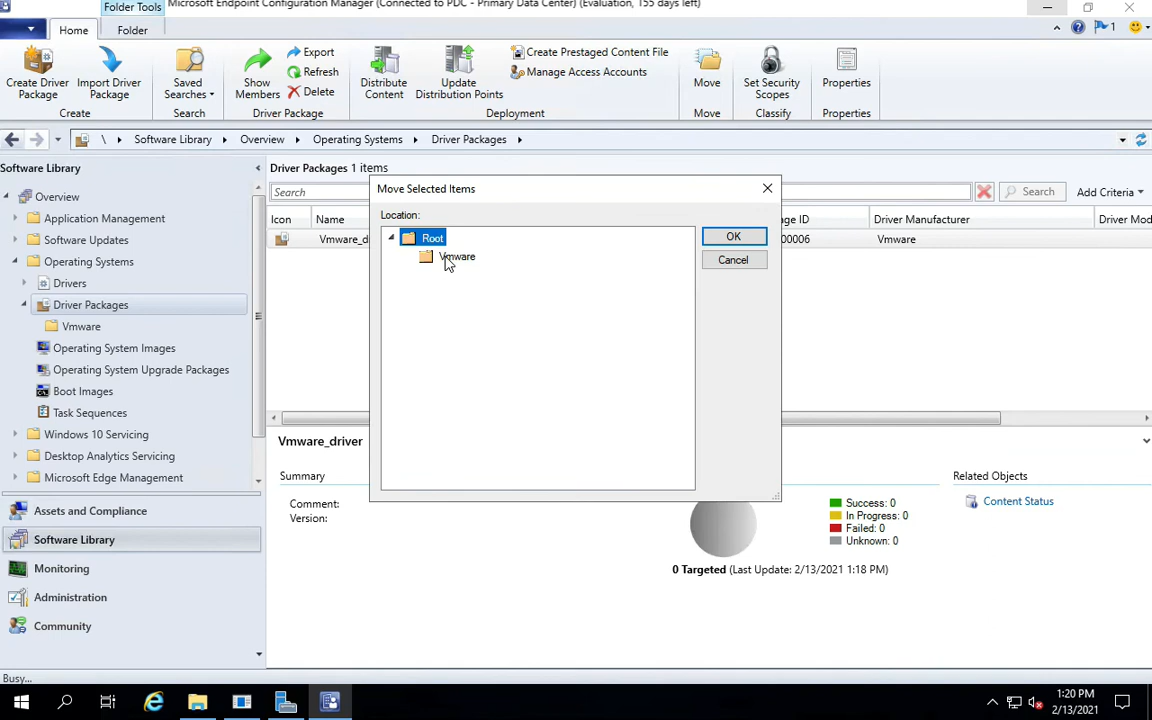 Folder Tools
Microsoft Endpoint Configuration Manager (Connected to PDC - Primary Data Center) (Evaluation, 155 days left)
Home
Folder
1
Create Driver Package
Import Driver Package
Create
Saved Searches
Search
Show Members
Export
Refresh
Delete
Driver Package
Distribute Content
Update Distribution Points
Create Prestaged Content File
Manage Access Accounts
Deployment
Move
Move
Set Security Scopes
Classify
Properties
Properties
\ Software Library Overview Operating Systems Driver Packages
Software Library
Overview
Application Management
Software Updates
Operating Systems
Drivers
Driver Packages
Vmware
Operating System Images
Operating System Upgrade Packages
Boot Images
Task Sequences
Windows 10 Servicing
Desktop Analytics Servicing
Microsoft Edge Management
Assets and Compliance
Software Library
Monitoring
Administration
Community
Driver Packages 1 items
Search
Search
Add Criteria
Icon Name ge ID Driver Manufacturer Driver Mod
Vmware_d 00006 Vmware
Move Selected Items
Location:
Root
Vmware
OK
Cancel
Vmware_driver
Summary
Comment:
Version:
Success: 0
In Progress: 0
Failed: 0
Unknown: 0
0 Targeted (Last Update: 2/13/2021 1:18 PM)
Related Objects
Content Status
Busy...
1:20 PM
2/13/2021